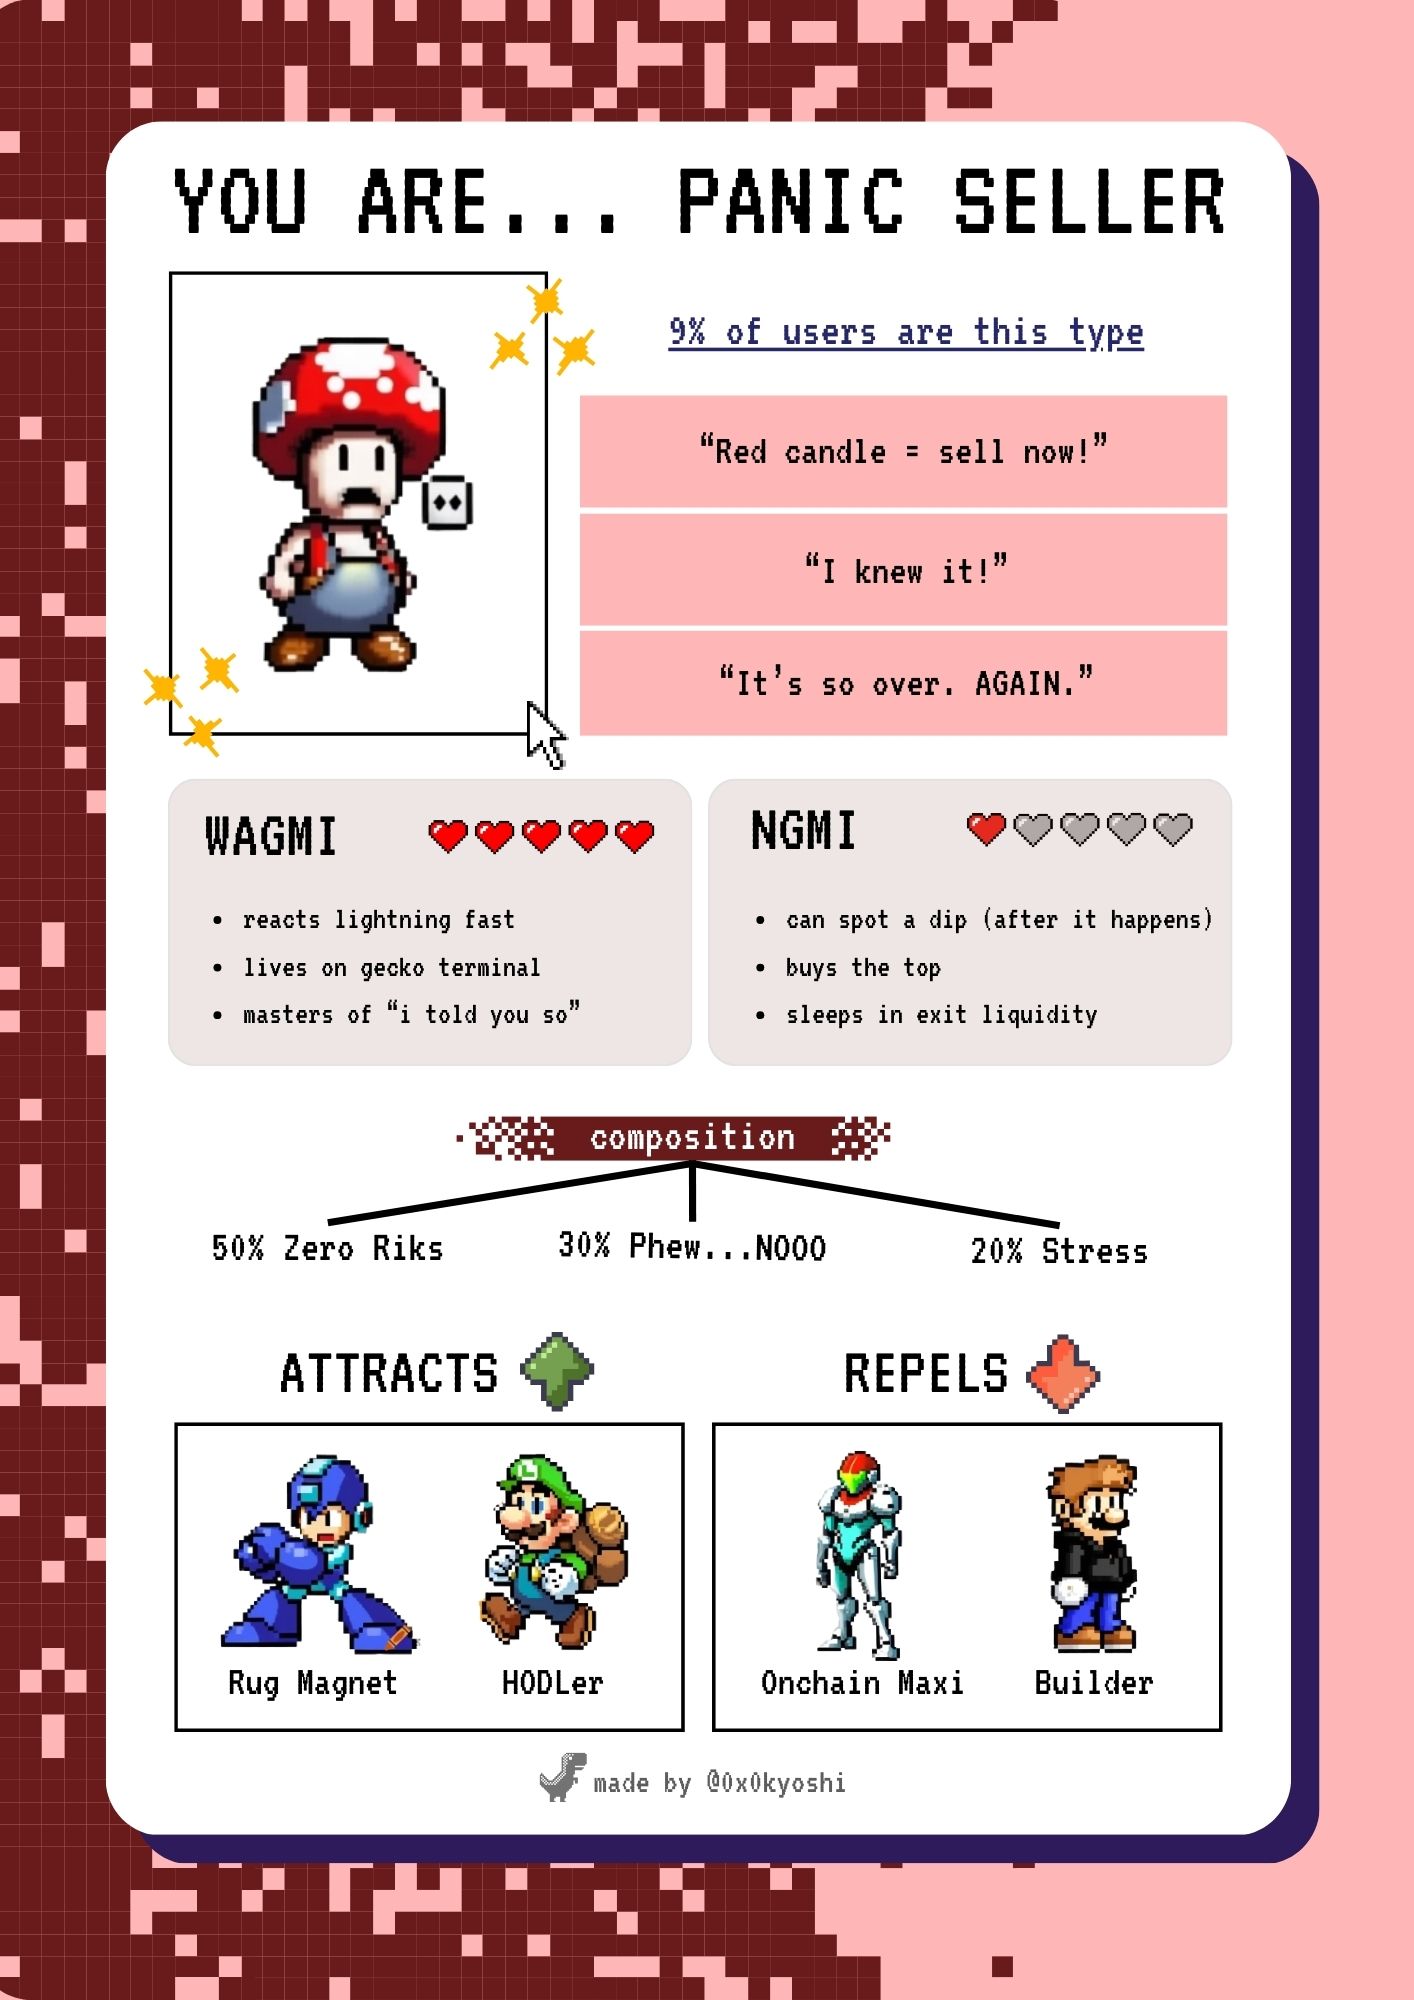 YOU ARE... PANIC SELLER
9% of users are this type
“Red candle = sell now!”
“I knew it!”
“It’s so over. AGAIN.”
WAGMI
• reacts lightning fast
• lives on gecko terminal
• masters of “i told you so”
NGMI
• can spot a dip (after it happens)
• buys the top
• sleeps in exit liquidity
composition
50% Zero Riks
30% Phew...NOOO
20% Stress
ATTRACTS
L
Rug Magnet
HODLer
REPELS
Onchain Maxi
Builder
made by @0x0kyoshi